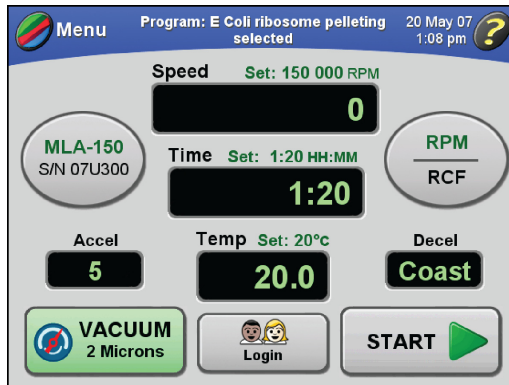 Menu
Program: E Coli ribosome pelleting
selected
20 May 07
1:08 pm
?
Speed Set: 150 000 RPM
0
MLA-150
S/N 07U300
Time Set: 1:20 HH:MM
1:20
RPM
RCF
Accel
5
Temp Set: 20°c
20.0
Decel
Coast
VACUUM
2 Microns
Login
START